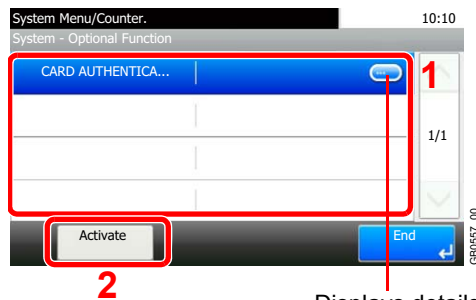 System Menu/Counter. 10:10
System - Optional Function
CARD AUTHENTICA... 1
1/1
Activate End
2
GB0557_00
Displays details